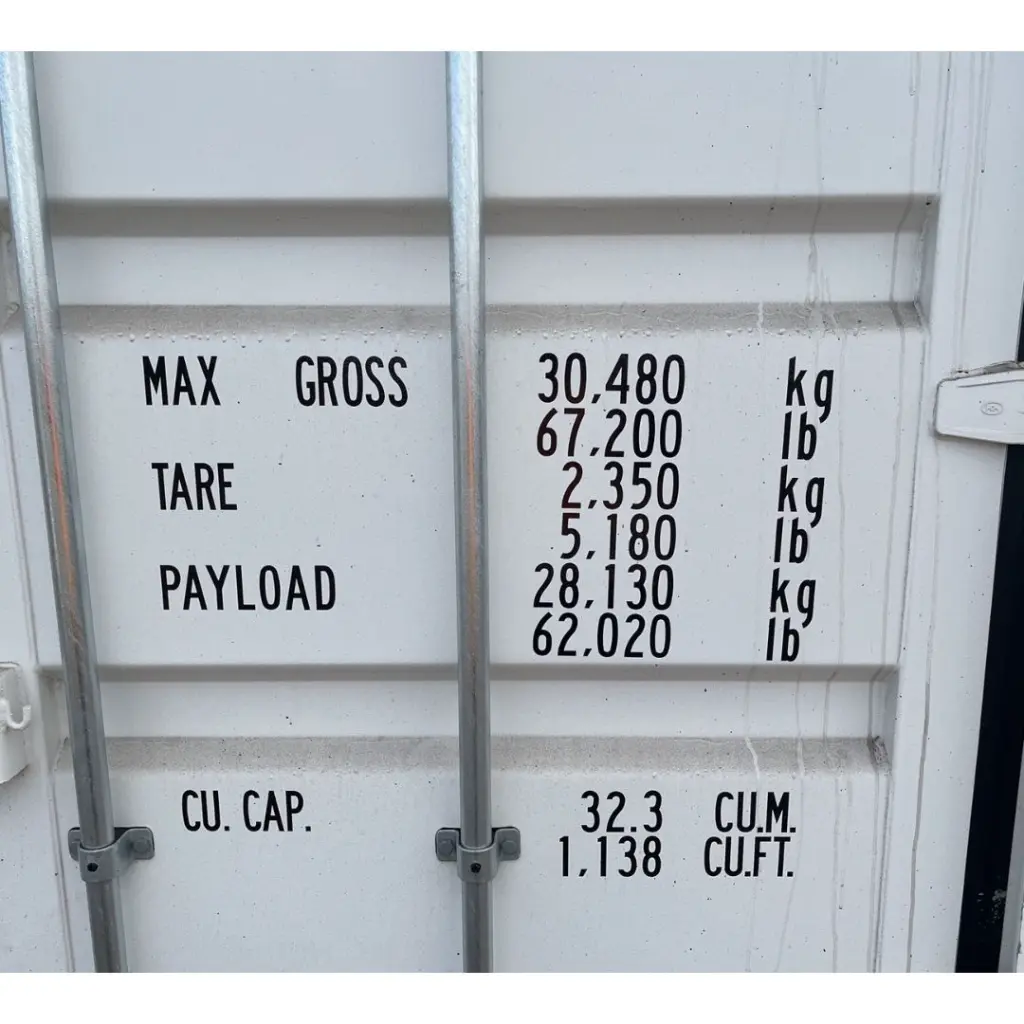 MAX GROSS 30,480 kg
67,200 lb
TARE 2,350 kg
5,180 lb
PAYLOAD 28,130 kg
62,020 lb
CU. CAP. 32.3 CU.M.
1,138 CU.FT.